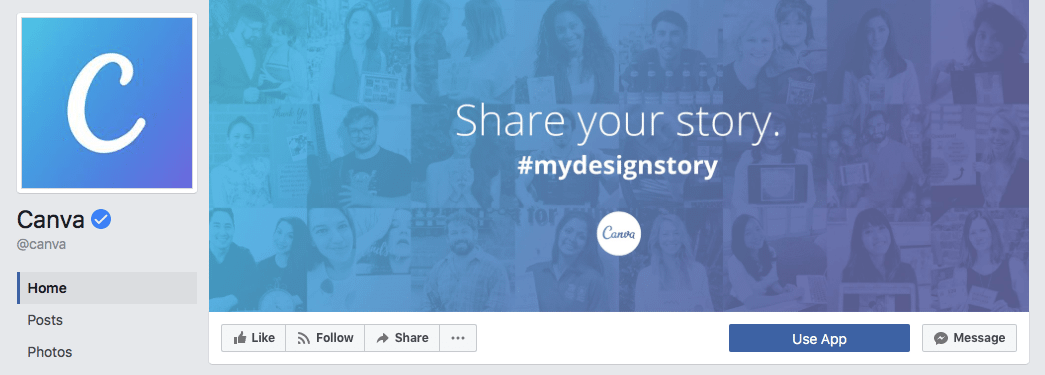 C
Canva
@canva
Home
Posts
Photos
Share your story.
#mydesignstory
Canva
Like
Follow
Share
Use App
Message